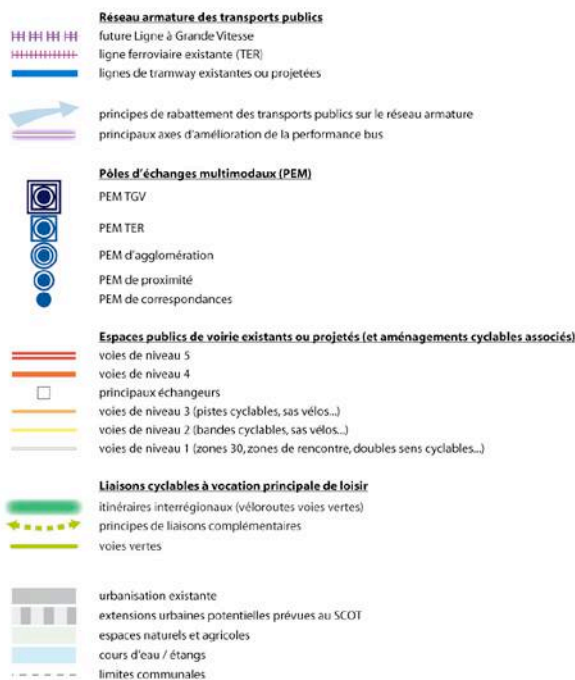 Réseau armature des transports publics
future Ligne à Grande Vitesse
ligne ferroviaire existante (TER)
lignes de tramway existantes ou projetées
principes de rabattement des transports publics sur le réseau armature
principaux axes d'amélioration de la performance bus
Pôles d'échanges multimodaux (PEM)
PEM TGV
PEM TER
PEM d'agglomération
PEM de proximité
PEM de correspondances
Espaces publics de voirie existants ou projetés (et aménagements cyclables associés)
voies de niveau 5
voies de niveau 4
principaux échangeurs
voies de niveau 3 (pistes cyclables, sas vélos...)
voies de niveau 2 (bandes cyclables, sas vélos...)
voies de niveau 1 (zones 30, zones de rencontre, doubles sens cyclables...)
Liaisons cyclables à vocation principale de loisir
itinéraires interrégionaux (véloroutes voies vertes)
principes de liaisons complémentaires
voies vertes
urbanisation existante
extensions urbaines potentielles prévues au SCOT
espaces naturels et agricoles
cours d'eau / étangs
limites communales